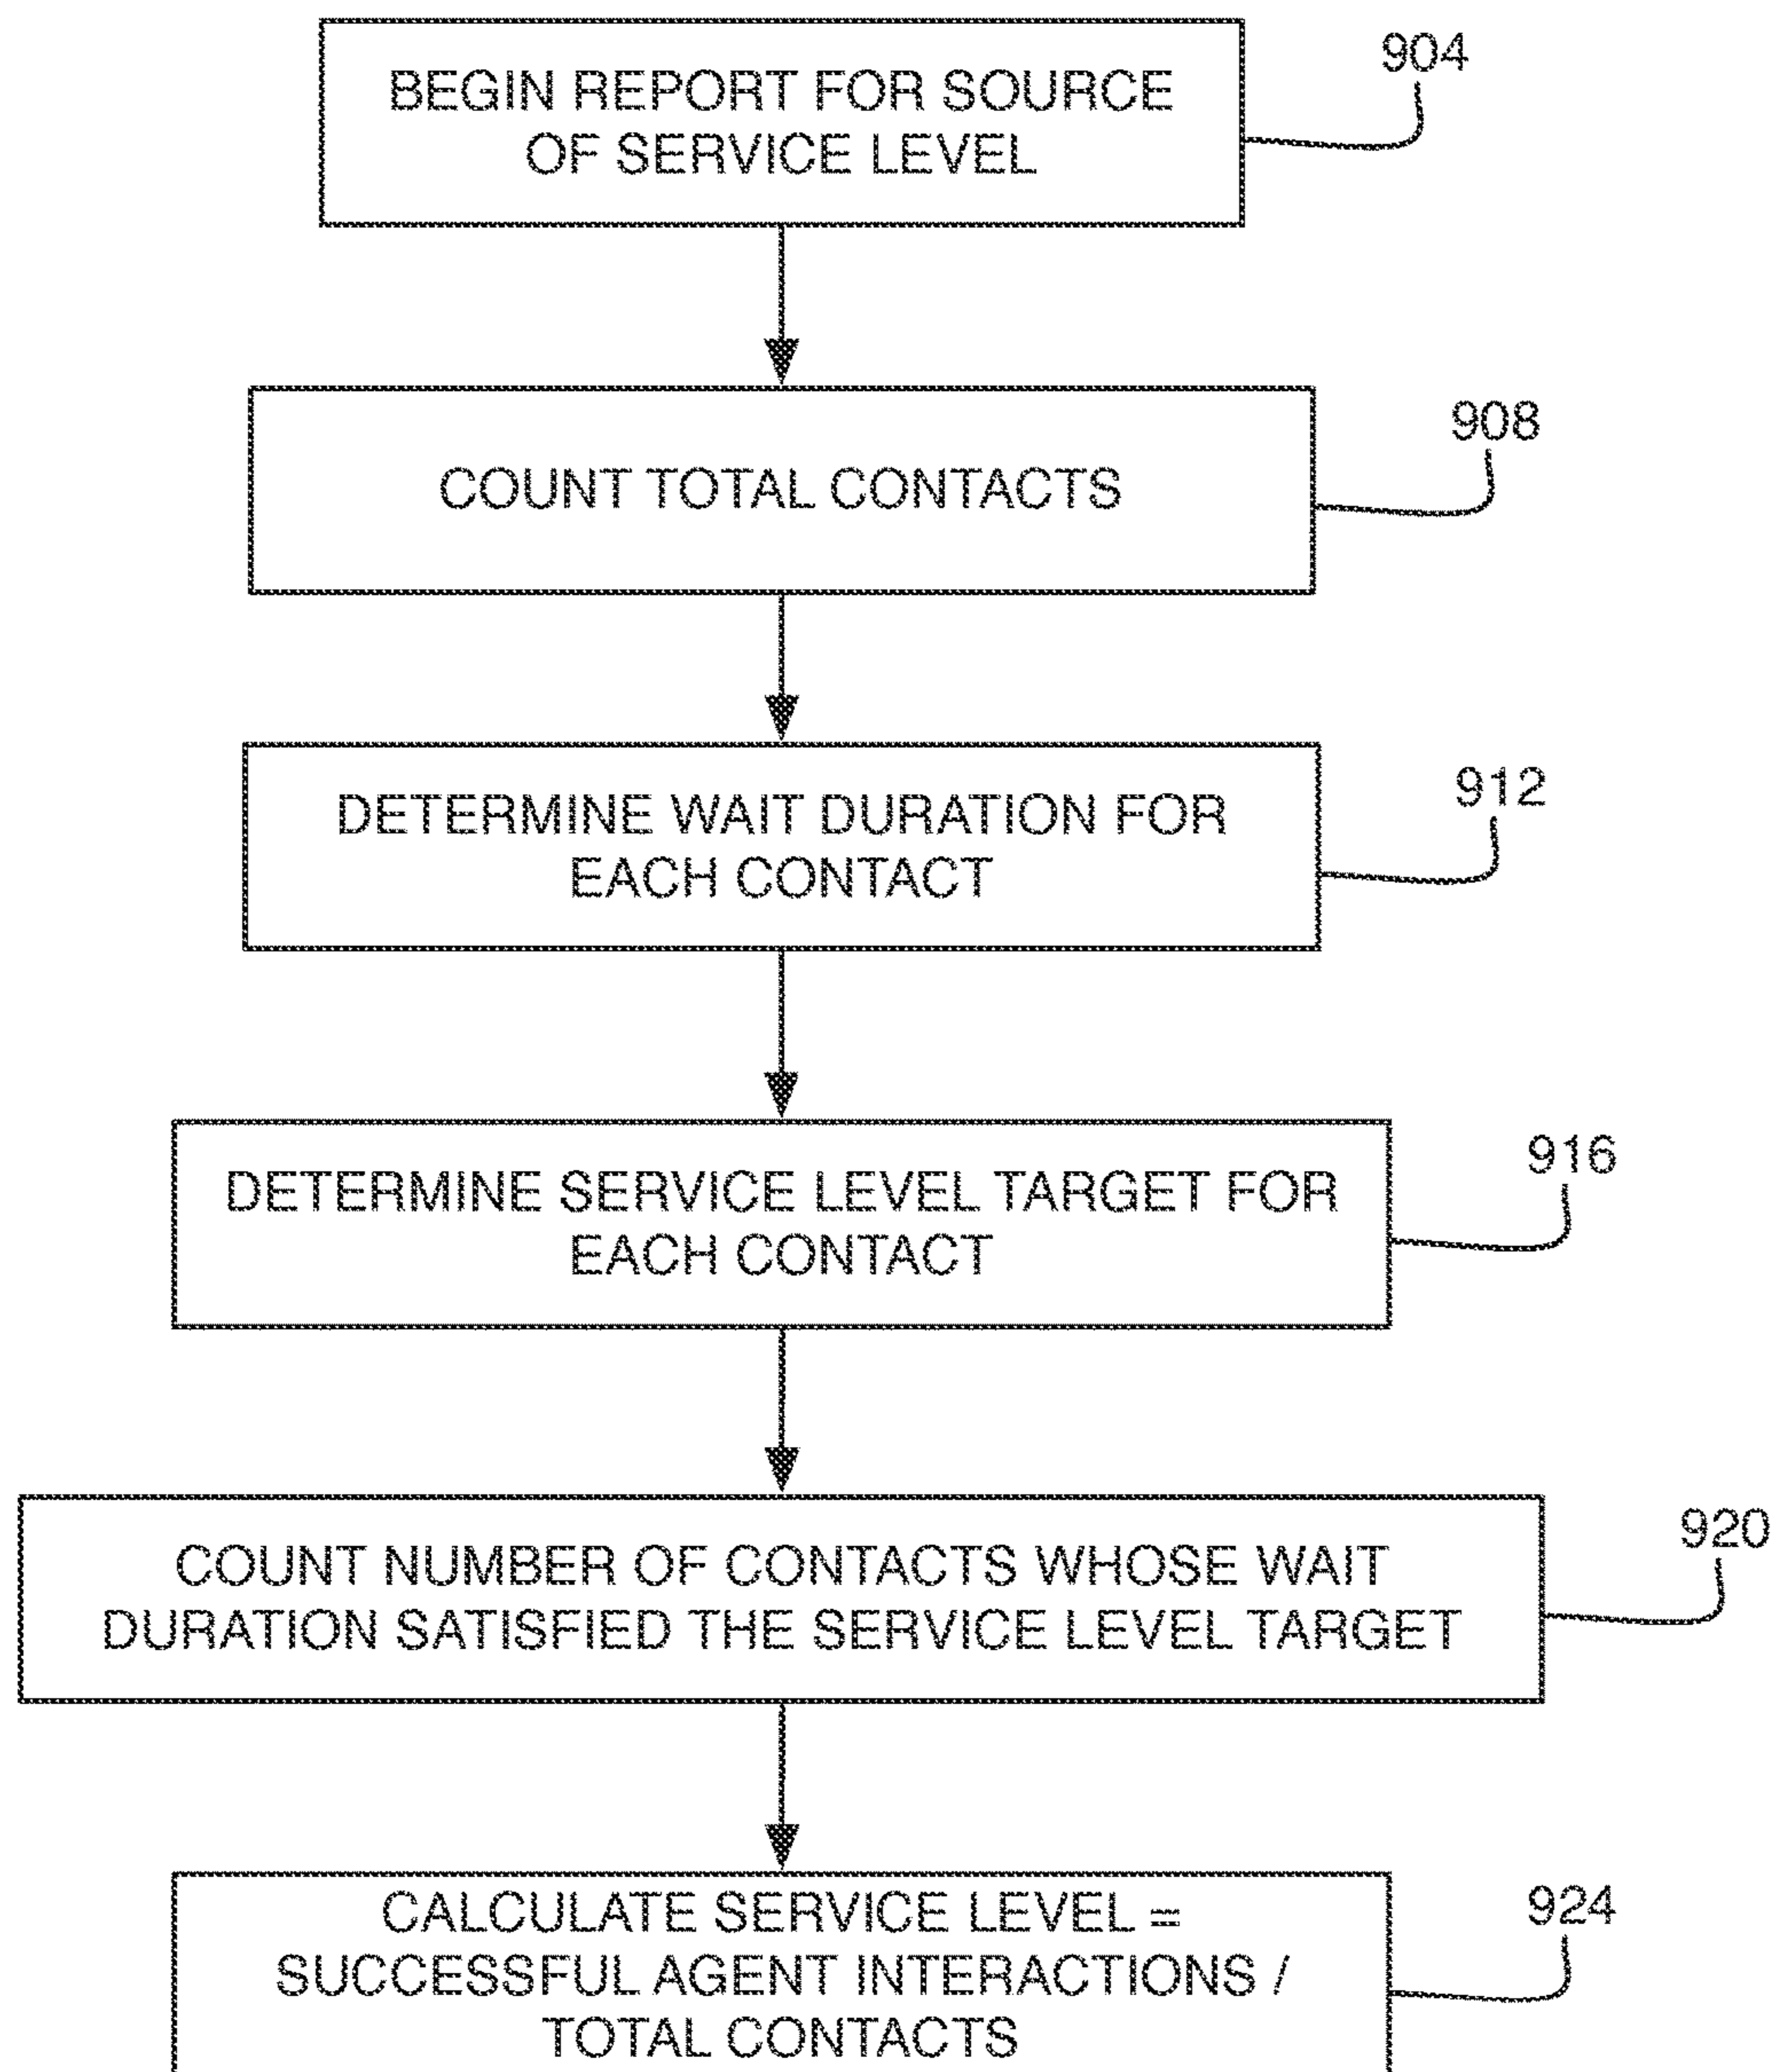 BEGIN REPORT FOR SOURCE
OF SERVICE LEVEL
904
COUNT TOTAL CONTACTS
908
DETERMINE WAIT DURATION FOR
EACH CONTACT
912
DETERMINE SERVICE LEVEL TARGET FOR
EACH CONTACT
916
COUNT NUMBER OF CONTACTS WHOSE WAIT
DURATION SATISFIED THE SERVICE LEVEL TARGET
920
CALCULATE SERVICE LEVEL =
SUCCESSFUL AGENT INTERACTIONS /
TOTAL CONTACTS
924